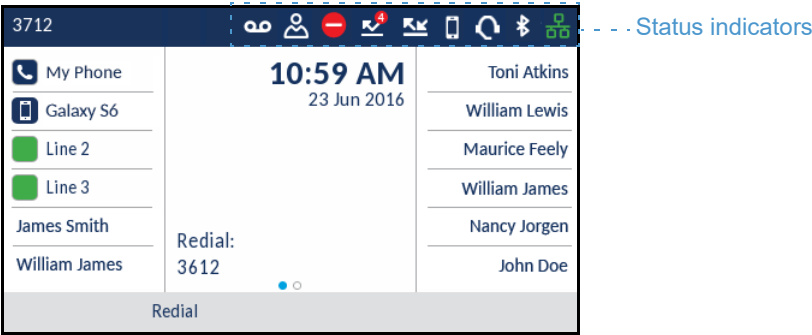 3712
4
Status indicators
My Phone
Galaxy S6
Line 2
Line 3
James Smith
William James
10:59 AM
23 Jun 2016
Redial:
3612
Toni Atkins
William Lewis
Maurice Feely
William James
Nancy Jorgen
John Doe
Redial